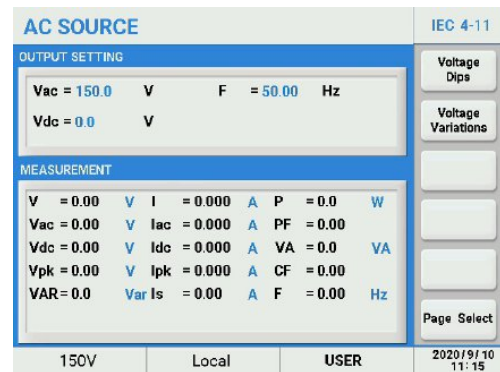 AC SOURCE
IEC 4-11
OUTPUT SETTING
Vac = 150.0 V F = 50.00 Hz
Vdc = 0.0 V
Voltage Dips
Voltage Variations
MEASUREMENT
V = 0.00 V I = 0.000 A P = 0.0 W
Vac = 0.00 V Iac = 0.000 A PF = 0.00
Vdc = 0.00 V Idc = 0.000 A VA = 0.0 VA
Vpk = 0.00 V Ipk = 0.000 A CF = 0.00
VAR = 0.0 Var Is = 0.00 A F = 0.00 Hz
Page Select
150V Local USER
2020/9/10
11:15